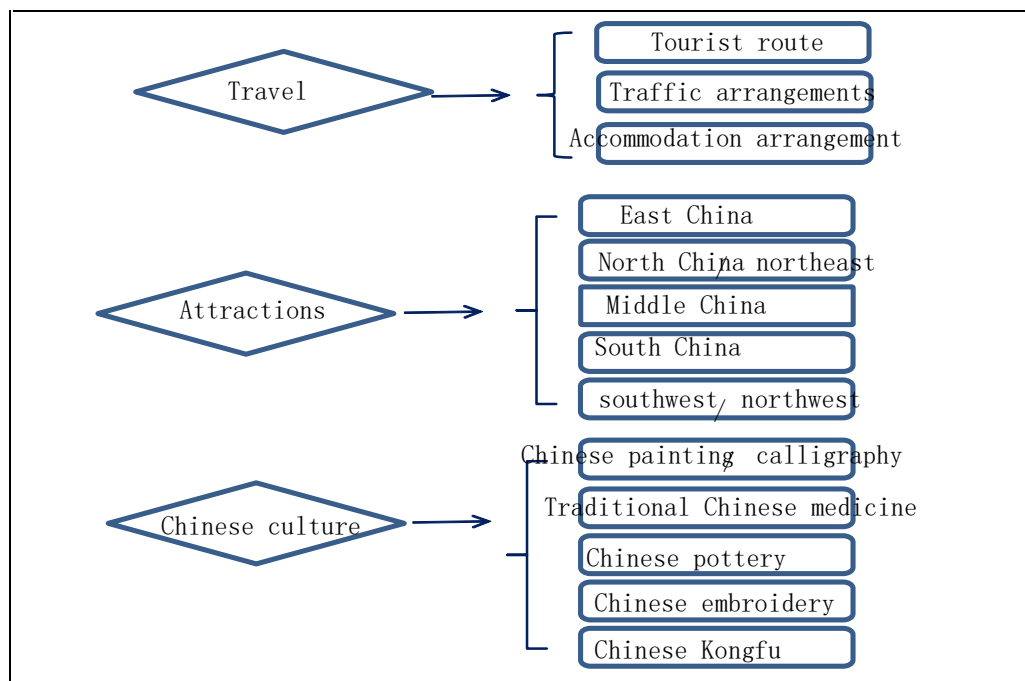 Travel
Tourist route
Traffic arrangements
Accommodation arrangement
Attractions
East China
North China/ northeast
Middle China
South China
southwest/ northwest
Chinese culture
Chinese painting/ calligraphy
Traditional Chinese medicine
Chinese pottery
Chinese embroidery
Chinese Kongfu